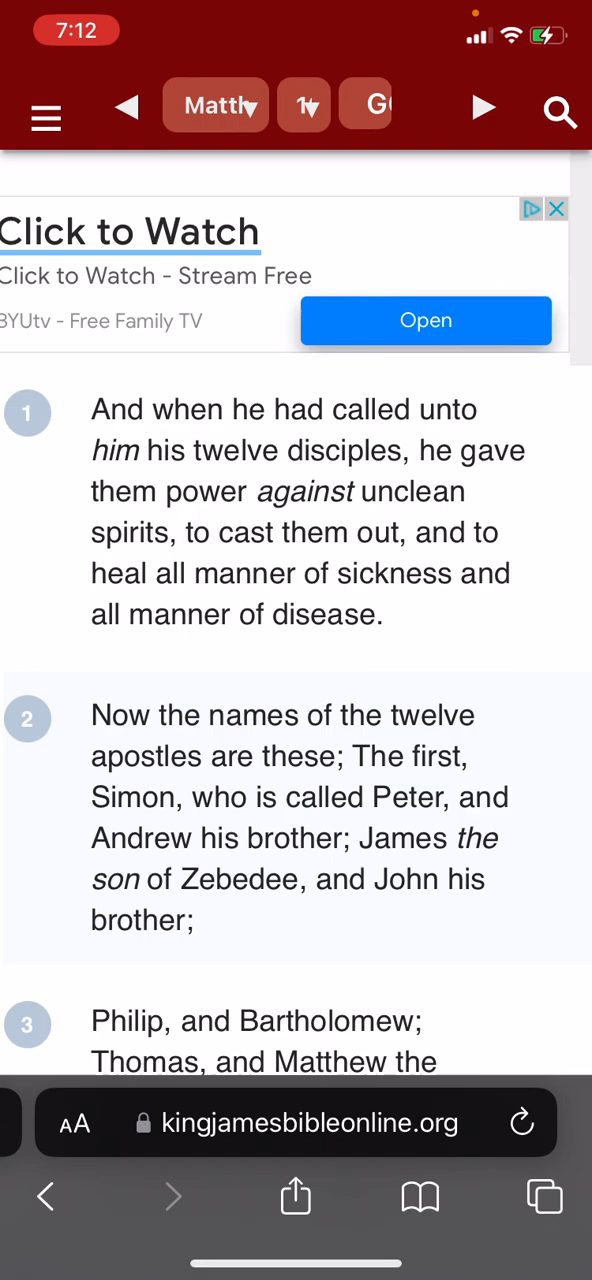 7:12
Matth
1
G
Click to Watch
Click to Watch - Stream Free
BYUtv - Free Family TV
Open
1
And when he had called unto
him his twelve disciples, he gave
them power against unclean
spirits, to cast them out, and to
heal all manner of sickness and
all manner of disease.
2
Now the names of the twelve
apostles are these; The first,
Simon, who is called Peter, and
Andrew his brother; James the
son of Zebedee, and John his
brother;
3
Philip, and Bartholomew;
Thomas, and Matthew the
AA
kingjamesbibleonline.org